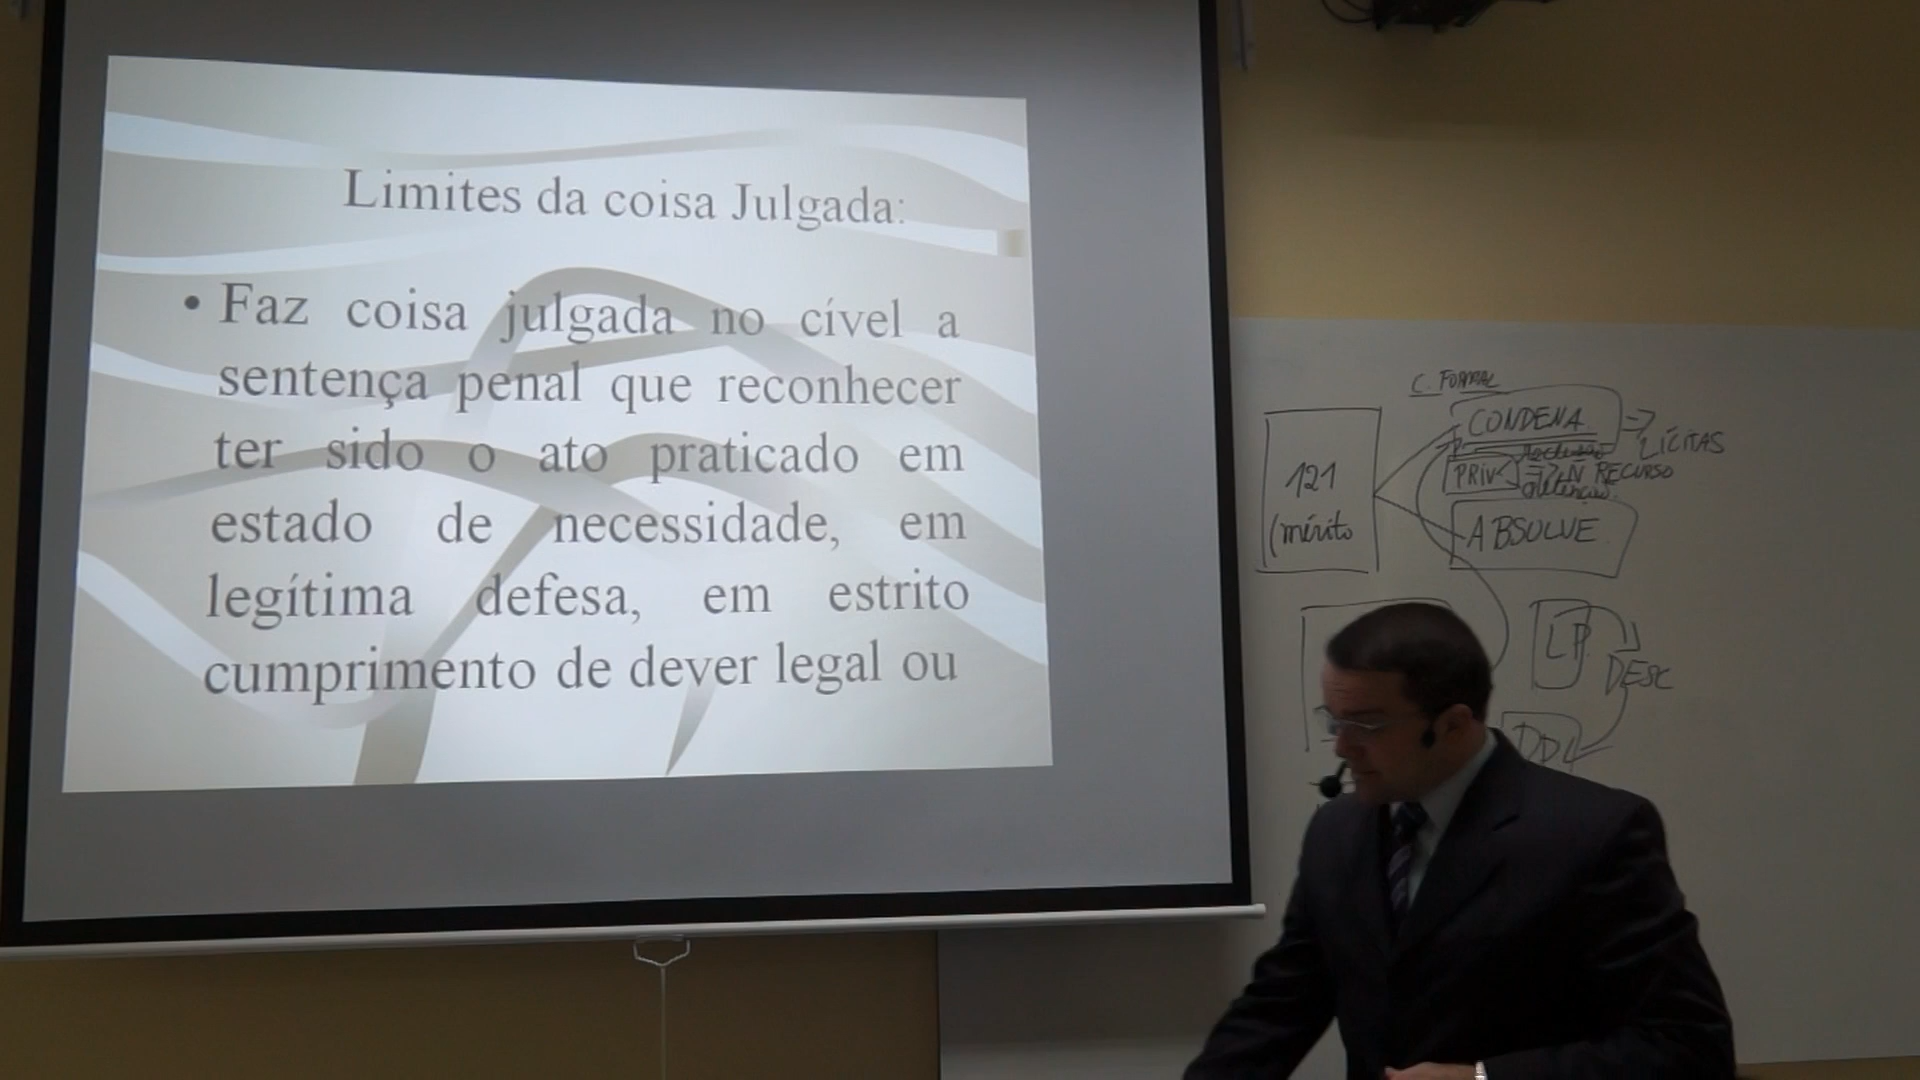 Limites da coisa Julgada:
• Faz coisa julgada no cível a
sentença penal que reconhecer
ter sido o ato praticado em
estado de necessidade, em
legítima defesa, em estrito
cumprimento de dever legal ou
C. FORMAL
CONDENA
LÍCITAS
121
(mérito
reclusão
PRIV
N RECURSO
detenção.
ABSOLVE
LP
DESC